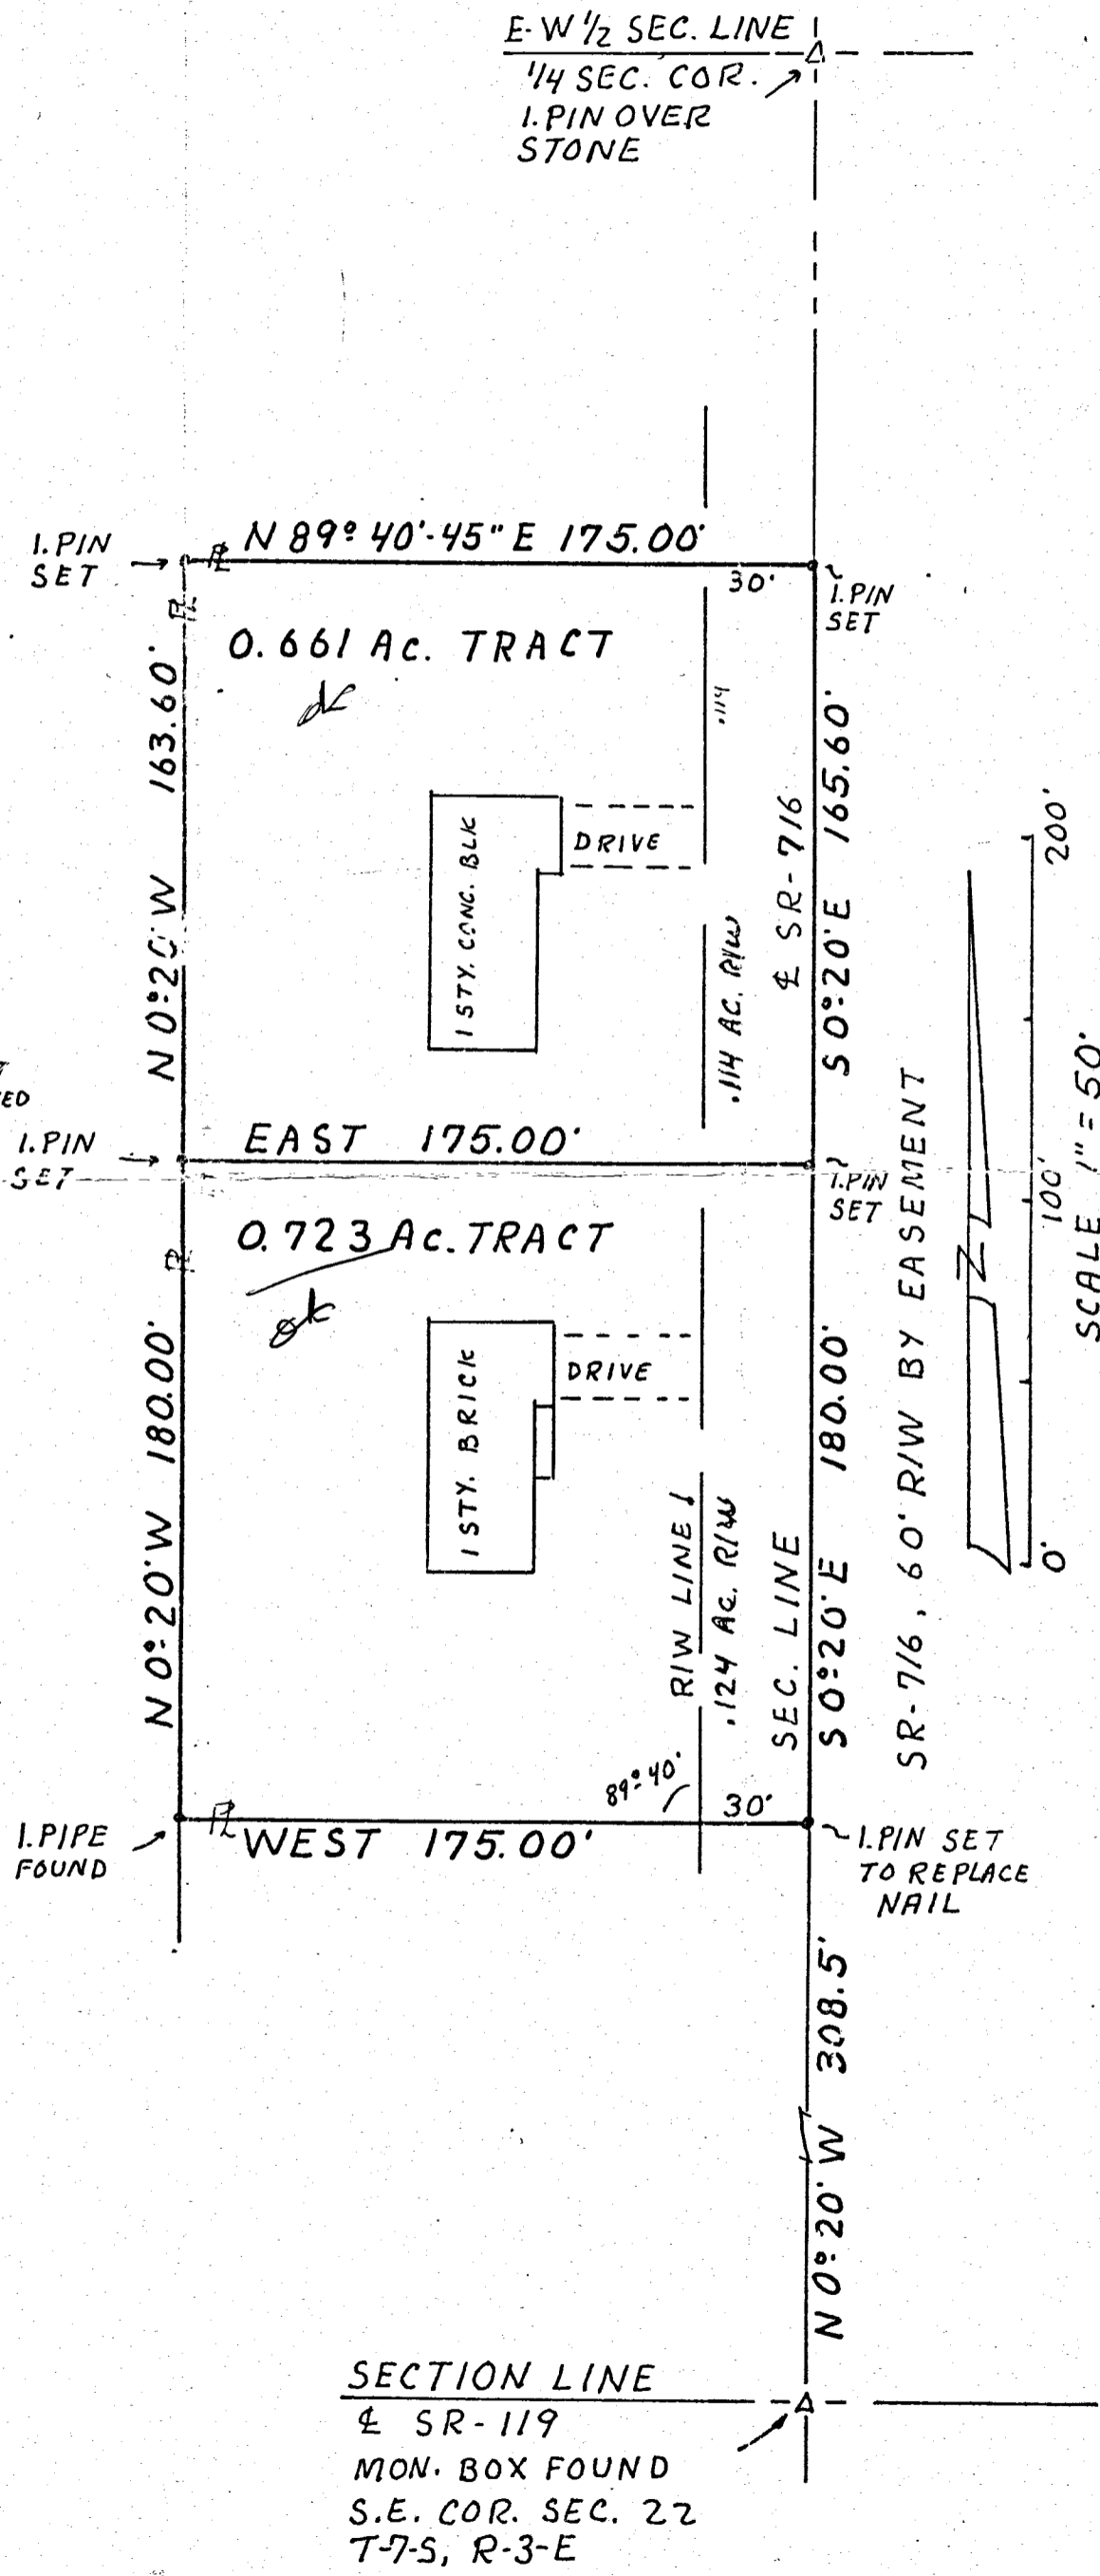 E-W 1/2 SEC. LINE
1/4 SEC. COR.
I.PIN OVER
STONE
I.PIN
SET
N 89° 40'-45" E 175.00'
30'
I.PIN
SET
0.661 Ac. TRACT
ok
N 0°20' W 163.60'
.114
1 STY. CONC. BLK
DRIVE
.114 AC. R/W
℄ SR-716
S 0°20' E 165.60'
I.PIN
SET
EAST 175.00'
I.PIN
SET
0.723 Ac. TRACT
ok
N 0°20' W 180.00'
1 STY. BRICK
DRIVE
R/W LINE
.124 Ac. R/W
SEC. LINE
S 0°20' E 180.00'
SR-716, 60' R/W BY EASEMENT
N
0' 100' 200'
SCALE 1" = 50'
89°40'
30'
I.PIPE
FOUND
WEST 175.00'
I.PIN SET
TO REPLACE
NAIL
N 0°20' W 308.5'
SECTION LINE
℄ SR-119
MON. BOX FOUND
S.E. COR. SEC. 22
T-7-S, R-3-E